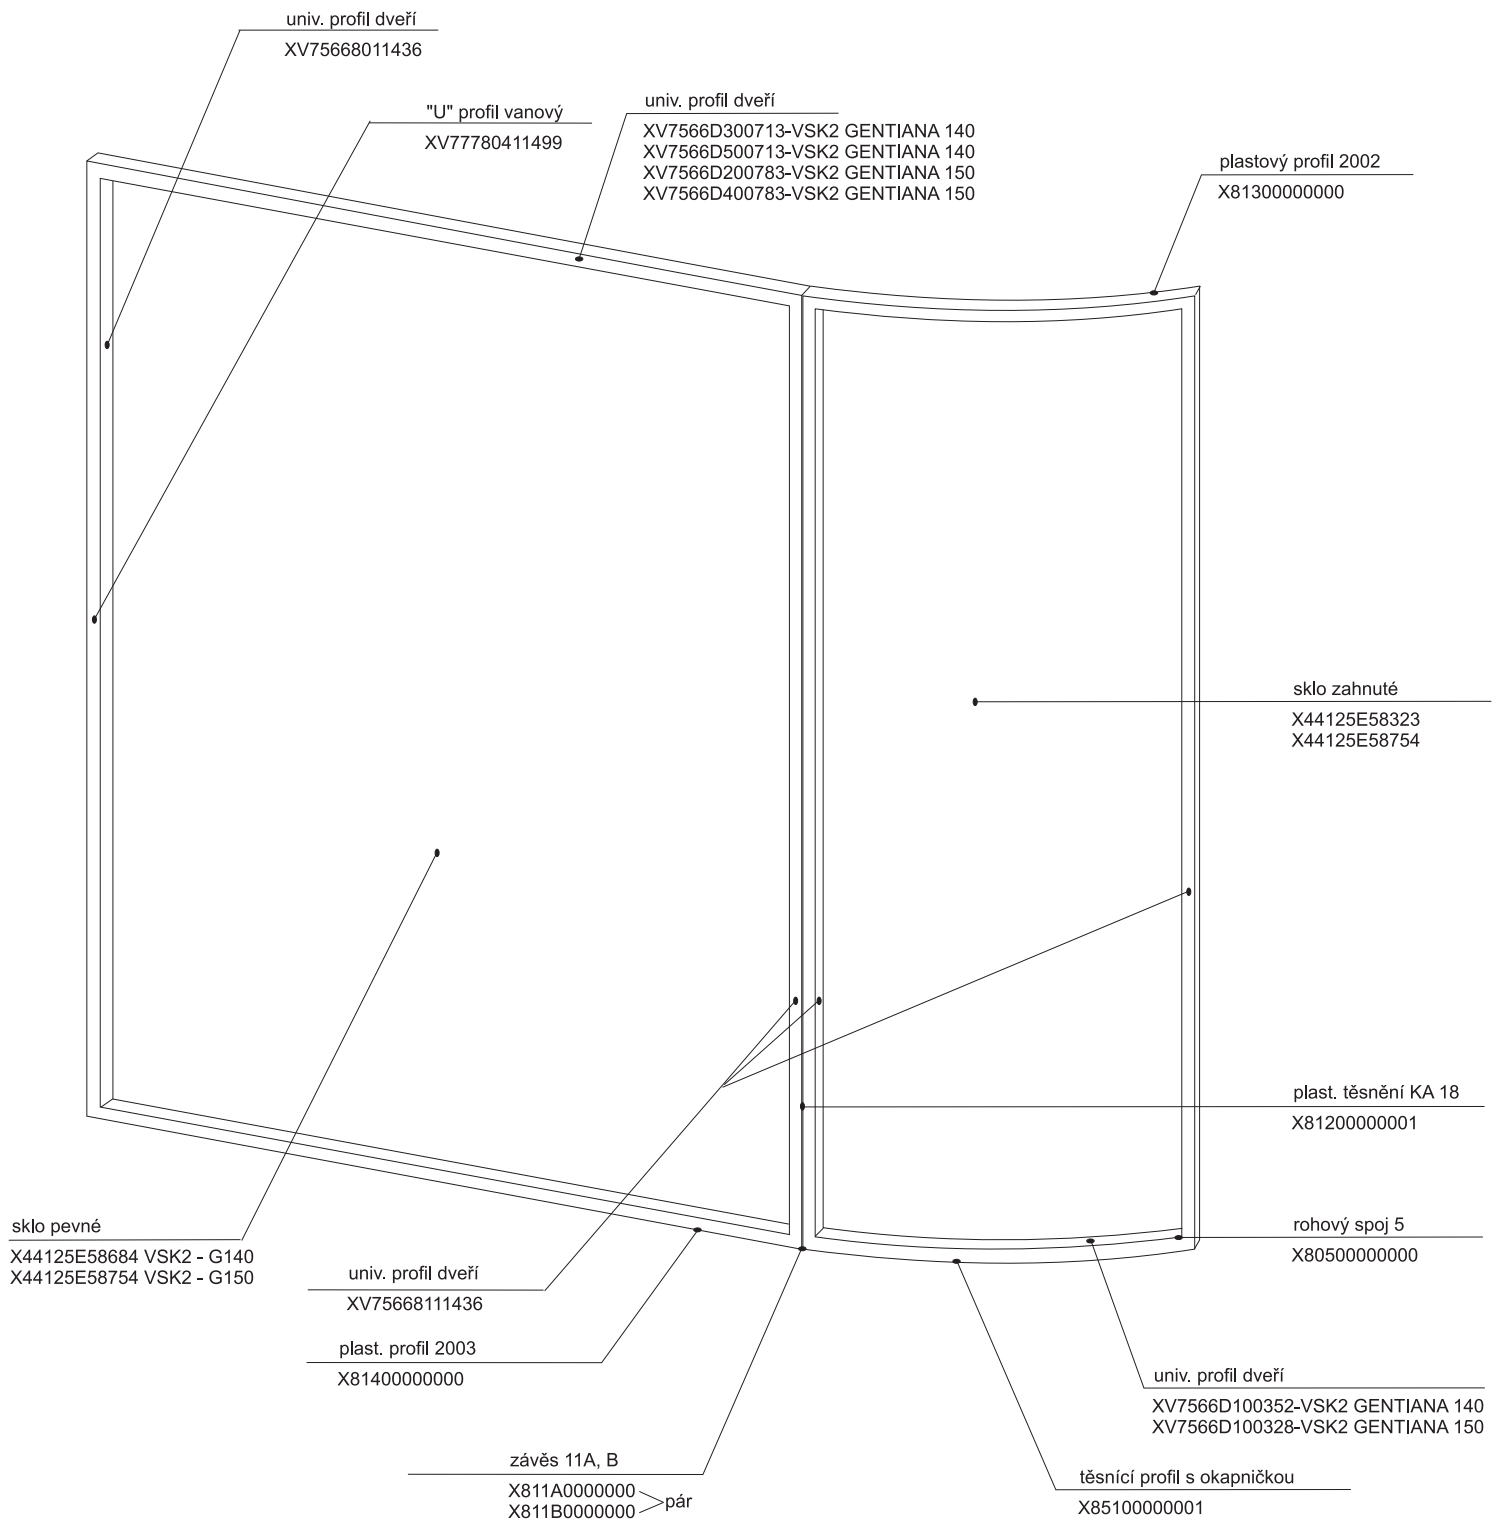 univ. profil dveří
XV75668011436
"U" profil vanový
XV77780411499
univ. profil dveří
XV7566D300713-VSK2 GENTIANA 140
XV7566D500713-VSK2 GENTIANA 140
XV7566D200783-VSK2 GENTIANA 150
XV7566D400783-VSK2 GENTIANA 150
plastový profil 2002
X81300000000
sklo zahnuté
X44125E58323
X44125E58754
plast. těsnění KA 18
X81200000001
sklo pevné
X44125E58684 VSK2 - G140
X44125E58754 VSK2 - G150
rohový spoj 5
X80500000000
univ. profil dveří
XV75668111436
plast. profil 2003
X81400000000
univ. profil dveří
XV7566D100352-VSK2 GENTIANA 140
XV7566D100328-VSK2 GENTIANA 150
závěs 11A, B
X811A0000000
X811B0000000
pár
těsnící profil s okapničkou
X85100000001